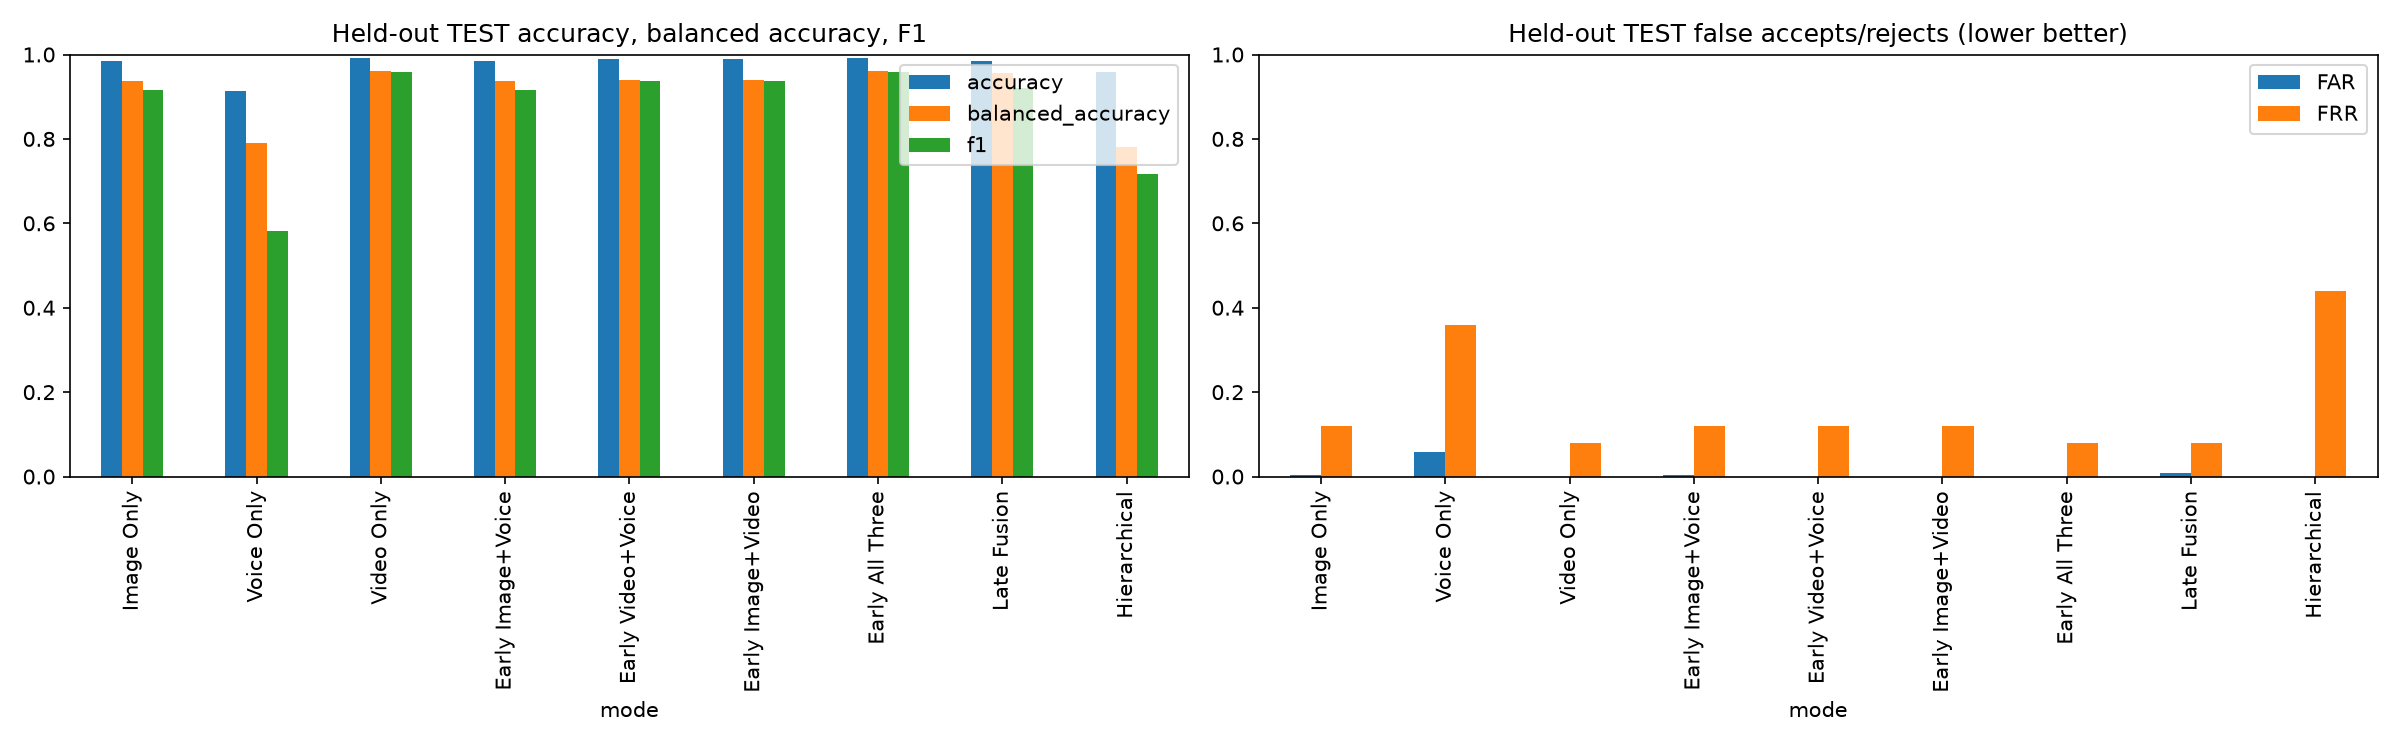 Held-out TEST accuracy, balanced accuracy, F1
1.0
0.8
0.6
0.4
0.2
0.0
accuracy
balanced_accuracy
f1
Image Only
Voice Only
Video Only
Early Image+Voice
Early Video+Voice
Early Image+Video
Early All Three
Late Fusion
Hierarchical
mode
Held-out TEST false accepts/rejects (lower better)
1.0
0.8
0.6
0.4
0.2
0.0
FAR
FRR
Image Only
Voice Only
Video Only
Early Image+Voice
Early Video+Voice
Early Image+Video
Early All Three
Late Fusion
Hierarchical
mode